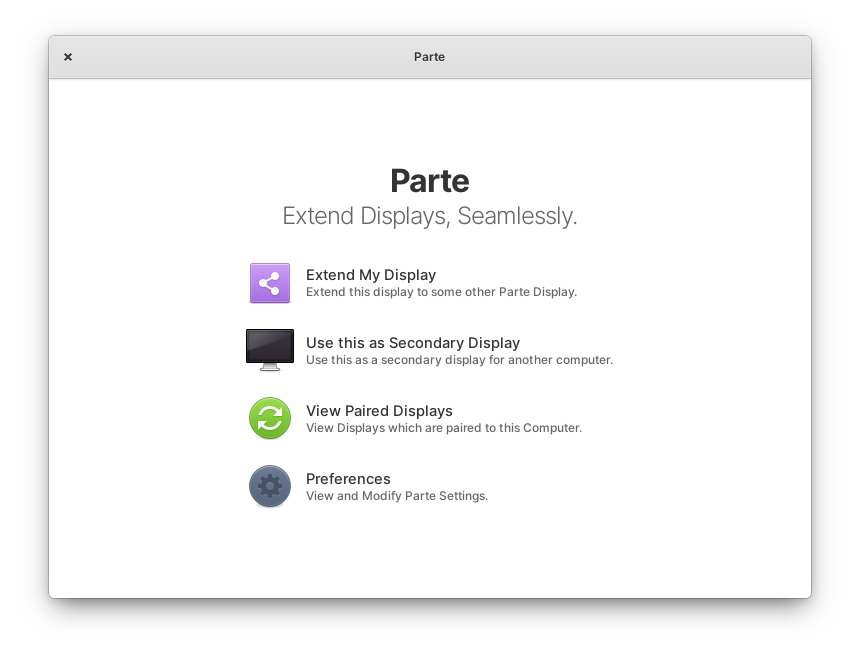 Parte
Parte
Extend Displays, Seamlessly.
Extend My Display
Extend this display to some other Parte Display.
Use this as Secondary Display
Use this as a secondary display for another computer.
View Paired Displays
View Displays which are paired to this Computer.
Preferences
View and Modify Parte Settings.